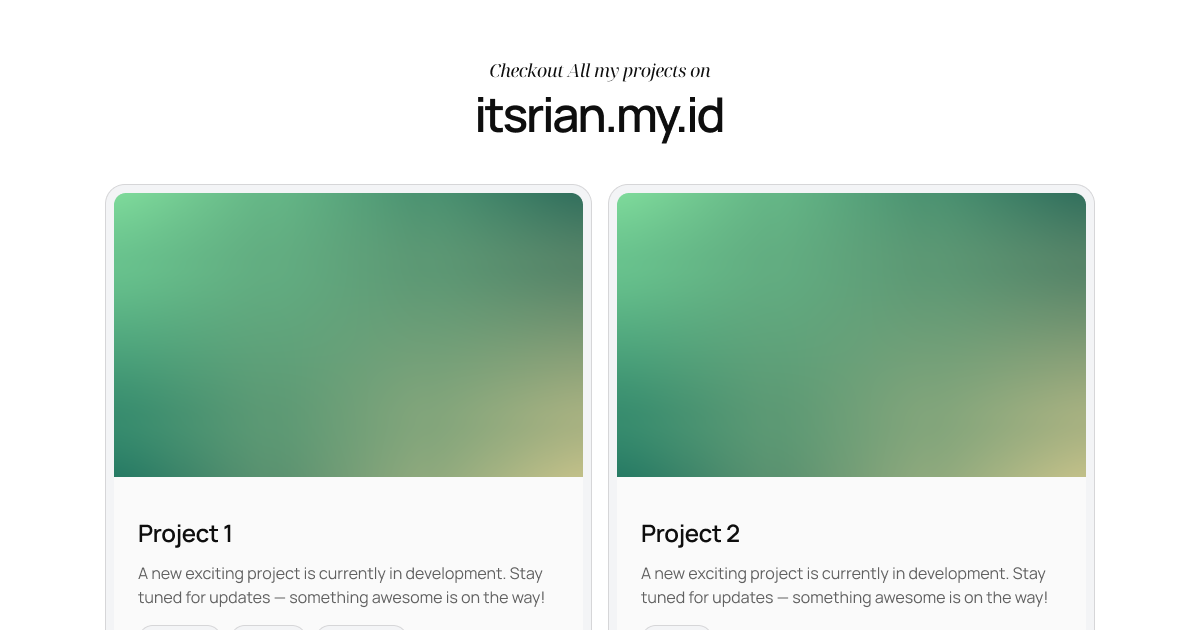 Checkout All my projects on
itsrian.my.id
Project 1
A new exciting project is currently in development. Stay
tuned for updates — something awesome is on the way!
Project 2
A new exciting project is currently in development. Stay
tuned for updates — something awesome is on the way!